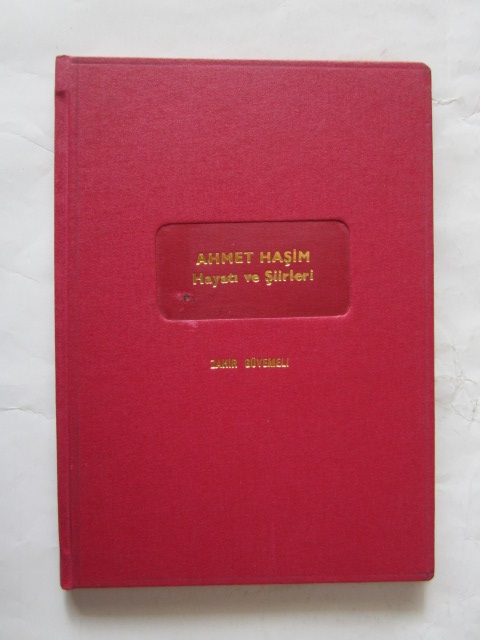 AHMET HAŞİM
Hayatı ve Şiirleri
ZAHİR GÜVEMLİ